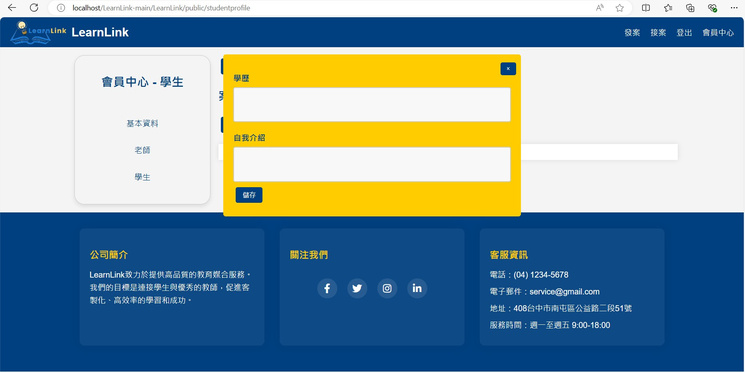 localhost/LearnLink-main/LearnLink/public/studentprofile
LearnLink
LearnLink
發案
接案
登出
會員中心
會員中心 - 學生
基本資料
老師
學生
×
學歷
自我介紹
儲存
公司簡介
LearnLink致力於提供高品質的教育媒合服務。
我們的目標是連接學生與優秀的教師，促進客
製化、高效率的學習和成功。
關注我們
客服資訊
電話：(04) 1234-5678
電子郵件：service@gmail.com
地址：408台中市南屯區公益路二段51號
服務時間：週一至週五 9:00-18:00